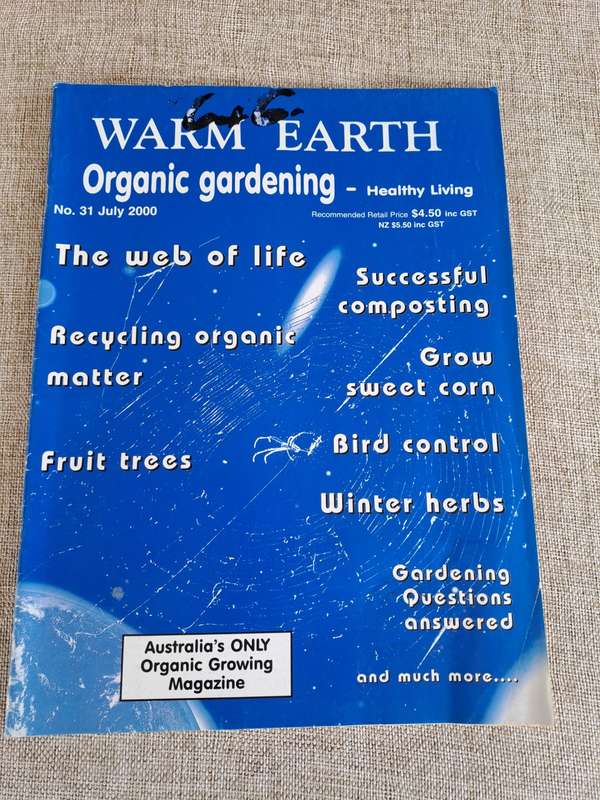 WARM EARTH
Organic gardening - Healthy Living
No. 31 July 2000
Recommended Retail Price $4.50 inc GST
NZ $5.50 inc GST
The web of life
Successful
composting
Recycling organic
matter
Grow
sweet corn
Bird control
Fruit trees
Winter herbs
Gardening
Questions
answered
Australia's ONLY
Organic Growing
Magazine
and much more....